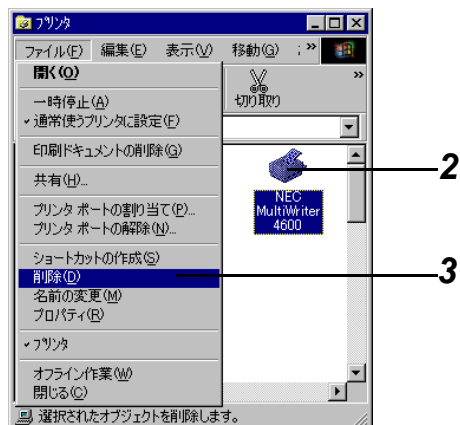 プリンタ
ファイル(F) 編集(E) 表示(V) 移動(G) ; »
開く(O)
一時停止(A)
通常使うプリンタに設定(F)
印刷ドキュメントの削除(G)
共有(H)...
プリンタ ポートの割り当て(P)...
プリンタ ポートの解除(N)...
ショートカットの作成(S)
削除(D)
名前の変更(M)
プロパティ(R)
プリンタ
オフライン作業(W)
閉じる(C)
切り取り »
NEC
MultiWriter
4600
2
3
選択されたオブジェクトを削除します。